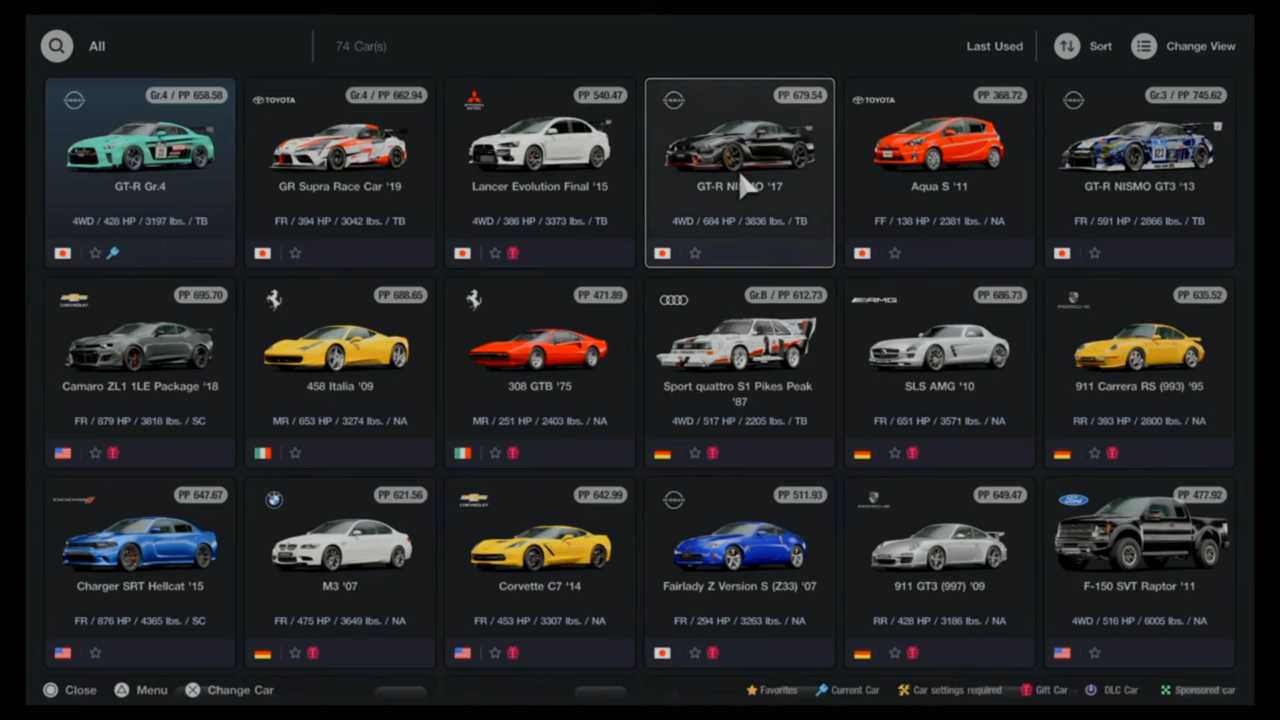 All
74 Car(s)
Last Used
Sort
Change View
NISSAN
Gr.4 / PP 658.58
GT-R Gr.4
4WD / 428 HP / 3197 lbs. / TB
TOYOTA
Gr.4 / PP 662.94
GR Supra Race Car '19
FR / 394 HP / 3042 lbs. / TB
PP 540.47
Lancer Evolution Final '15
4WD / 386 HP / 3373 lbs. / TB
NISSAN
PP 679.54
GT-R NISMO '17
4WD / 684 HP / 3836 lbs. / TB
TOYOTA
PP 368.72
Aqua S '11
FF / 138 HP / 2381 lbs. / NA
NISSAN
Gr.3 / PP 745.62
GT-R NISMO GT3 '13
FR / 591 HP / 2866 lbs. / TB
CHEVROLET
PP 695.70
Camaro ZL1 1LE Package '18
FR / 879 HP / 3818 lbs. / SC
PP 688.65
458 Italia '09
MR / 653 HP / 3274 lbs. / NA
PP 471.89
308 GTB '75
MR / 251 HP / 2403 lbs. / NA
Gr.B / PP 612.73
Sport quattro S1 Pikes Peak
'87
4WD / 517 HP / 2205 lbs. / TB
AMG
PP 686.73
SLS AMG '10
FR / 651 HP / 3571 lbs. / NA
PORSCHE
PP 635.52
911 Carrera RS (993) '95
RR / 393 HP / 2800 lbs. / NA
DODGE
PP 647.67
Charger SRT Hellcat '15
FR / 876 HP / 4365 lbs. / SC
PP 621.56
M3 '07
FR / 475 HP / 3649 lbs. / NA
CHEVROLET
PP 642.99
Corvette C7 '14
FR / 453 HP / 3307 lbs. / NA
NISSAN
PP 511.93
Fairlady Z Version S (Z33) '07
FR / 294 HP / 3263 lbs. / NA
PORSCHE
PP 649.47
911 GT3 (997) '09
RR / 428 HP / 3186 lbs. / NA
Ford
PP 477.92
F-150 SVT Raptor '11
4WD / 516 HP / 6005 lbs. / NA
Close
Menu
Change Car
Favorites
Current Car
Car settings required
Gift Car
DLC Car
Sponsored car